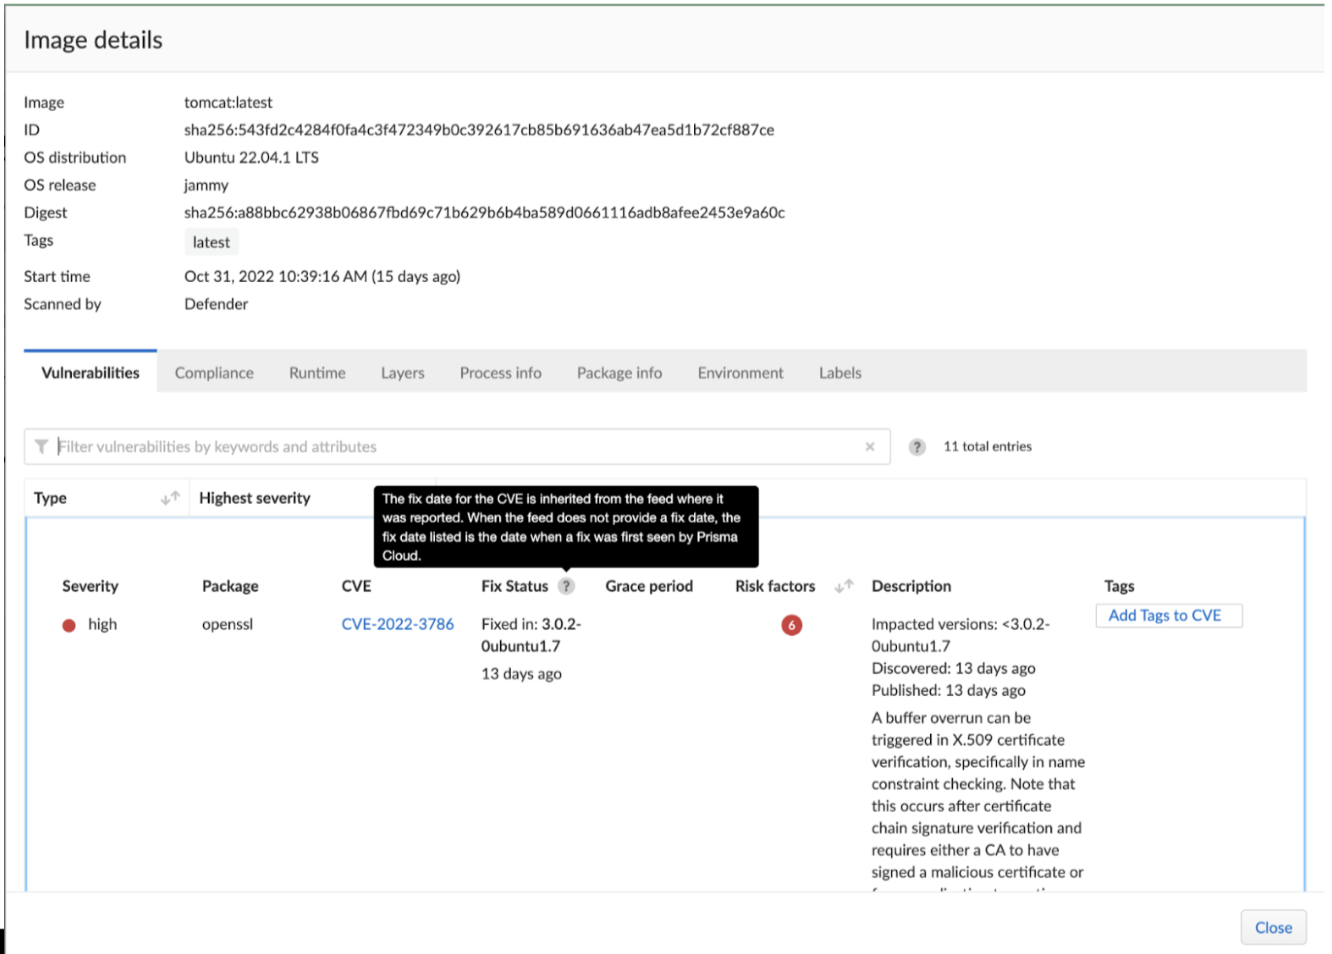 Image details
Image tomcat:latest
ID sha256:543fd2c4284f0fa4c3f472349b0c392617cb85b691636ab47ea5d1b72cf887ce
OS distribution Ubuntu 22.04.1 LTS
OS release jammy
Digest sha256:a88bbc62938b06867fbd69c71b629b6b4ba589d0661116adb8afee2453e9a60c
Tags latest
Start time Oct 31, 2022 10:39:16 AM (15 days ago)
Scanned by Defender
Vulnerabilities Compliance Runtime Layers Process info Package info Environment Labels
Filter vulnerabilities by keywords and attributes × ? 11 total entries
Type Highest severity
The fix date for the CVE is inherited from the feed where it
was reported. When the feed does not provide a fix date, the
fix date listed is the date when a fix was first seen by Prisma
Cloud.
Severity Package CVE Fix Status ? Grace period Risk factors Description Tags
high openssl CVE-2022-3786
Fixed in: 3.0.2-
0ubuntu1.7
13 days ago
6
Impacted versions: <3.0.2-
0ubuntu1.7
Discovered: 13 days ago
Published: 13 days ago
A buffer overrun can be
triggered in X.509 certificate
verification, specifically in name
constraint checking. Note that
this occurs after certificate
chain signature verification and
requires either a CA to have
signed a malicious certificate or
Add Tags to CVE
Close